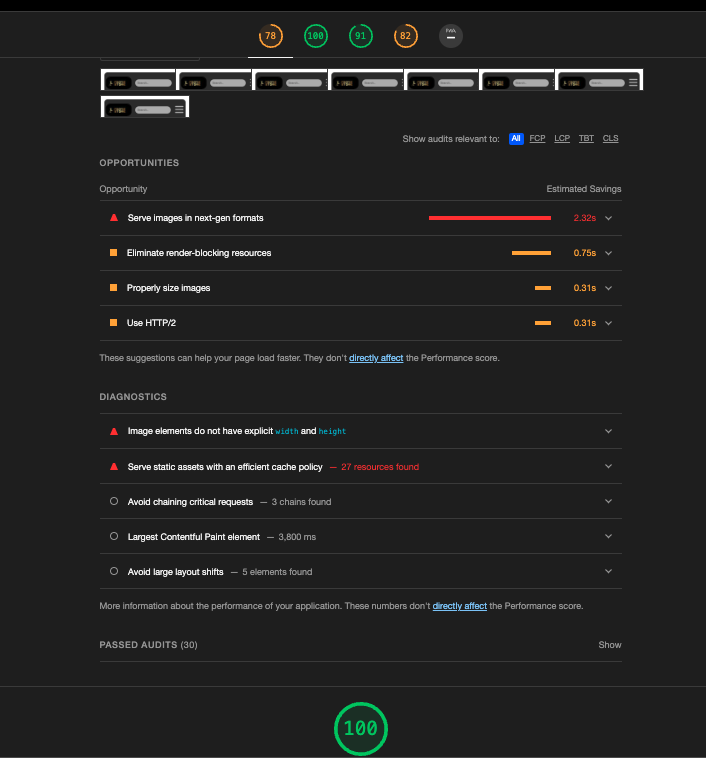 78 100 91 82 PWA
Show audits relevant to: All FCP LCP TBT CLS
OPPORTUNITIES
Opportunity Estimated Savings
Serve images in next-gen formats 2.32s
Eliminate render-blocking resources 0.75s
Properly size images 0.31s
Use HTTP/2 0.31s
These suggestions can help your page load faster. They don't directly affect the Performance score.
DIAGNOSTICS
Image elements do not have explicit width and height
Serve static assets with an efficient cache policy — 27 resources found
Avoid chaining critical requests — 3 chains found
Largest Contentful Paint element — 3,800 ms
Avoid large layout shifts — 5 elements found
More information about the performance of your application. These numbers don't directly affect the Performance score.
PASSED AUDITS (30) Show
100